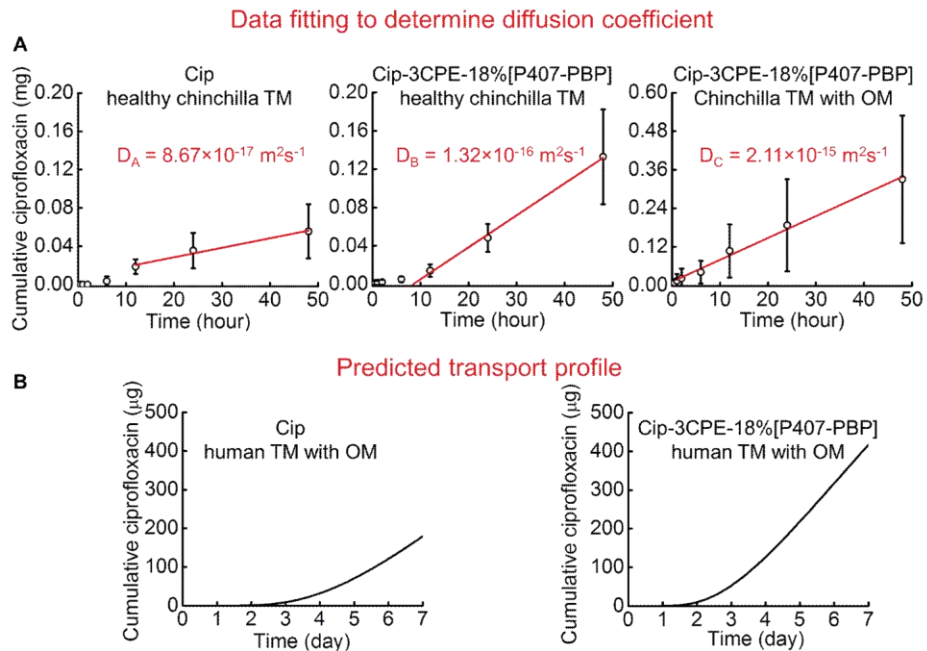 Data fitting to determine diffusion coefficient
A
Cumulative ciprofloxacin (mg)
0.20
0.16
0.12
0.08
0.04
0.00
Cip
healthy chinchilla TM
D_A = 8.67×10⁻¹⁷ m²s⁻¹
0 10 20 30 40 50
Time (hour)
0.20
0.16
0.12
0.08
0.04
0.00
Cip-3CPE-18%[P407-PBP]
healthy chinchilla TM
D_B = 1.32×10⁻¹⁶ m²s⁻¹
0 10 20 30 40 50
Time (hour)
0.60
0.48
0.36
0.24
0.12
0.00
Cip-3CPE-18%[P407-PBP]
Chinchilla TM with OM
D_C = 2.11×10⁻¹⁵ m²s⁻¹
0 10 20 30 40 50
Time (hour)
Predicted transport profile
B
Cumulative ciprofloxacin (μg)
500
400
300
200
100
0
Cip
human TM with OM
0 1 2 3 4 5 6 7
Time (day)
Cumulative ciprofloxacin (μg)
500
400
300
200
100
0
Cip-3CPE-18%[P407-PBP]
human TM with OM
0 1 2 3 4 5 6 7
Time (day)